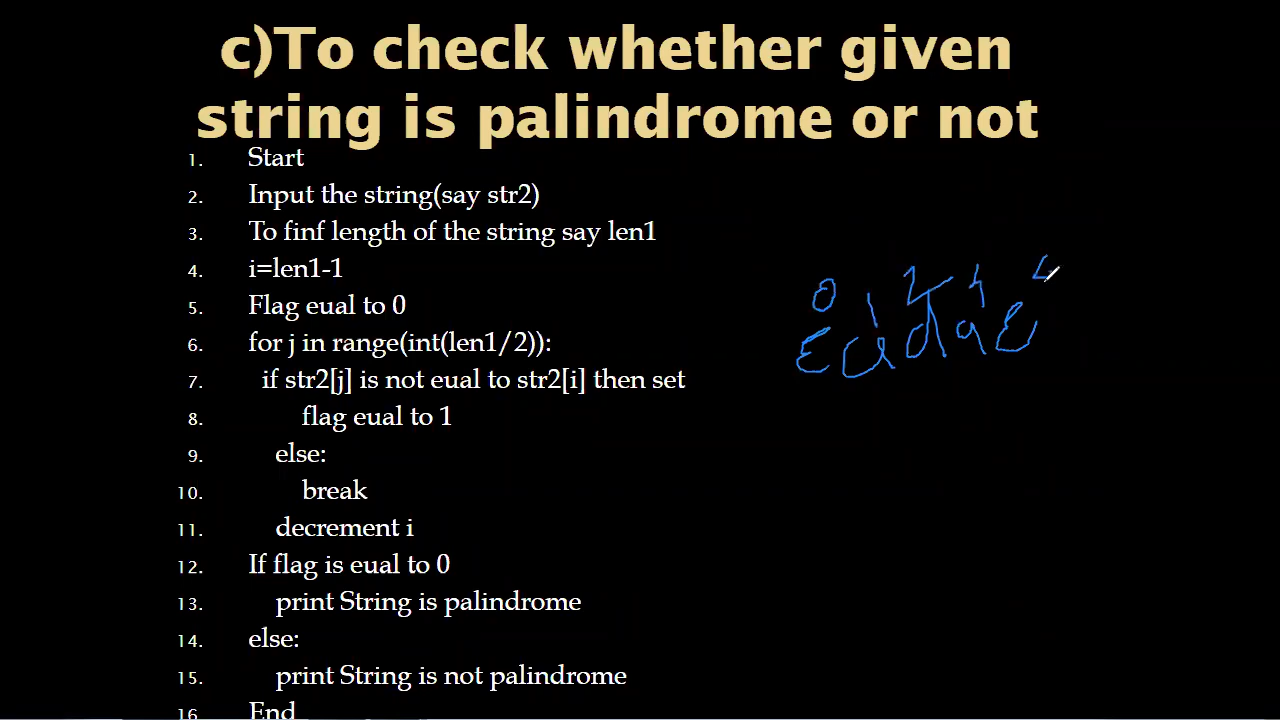 c)To check whether given
string is palindrome or not
1. Start
2. Input the string(say str2)
3. To finf length of the string say len1
4. i=len1-1
5. Flag eual to 0
6. for j in range(int(len1/2)):
7. if str2[j] is not eual to str2[i] then set
8. flag eual to 1
9. else:
10. break
11. decrement i
12. If flag is eual to 0
13. print String is palindrome
14. else:
15. print String is not palindrome
16 End
0